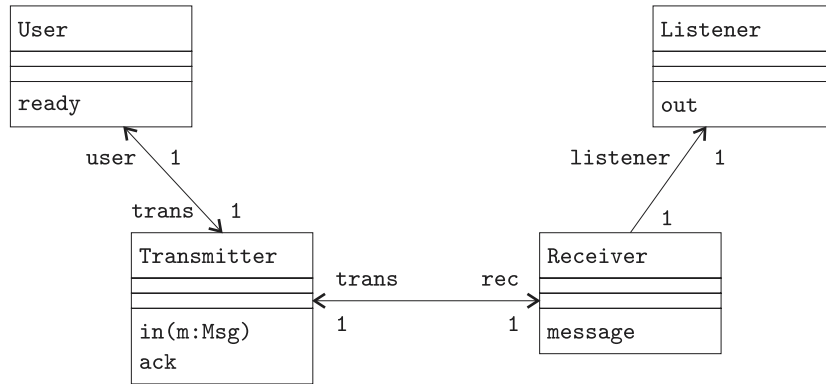 User
Listener
ready
out
user 1
listener 1
trans 1
1
Transmitter
Receiver
trans rec
1 1
in(m:Msg)
message
ack